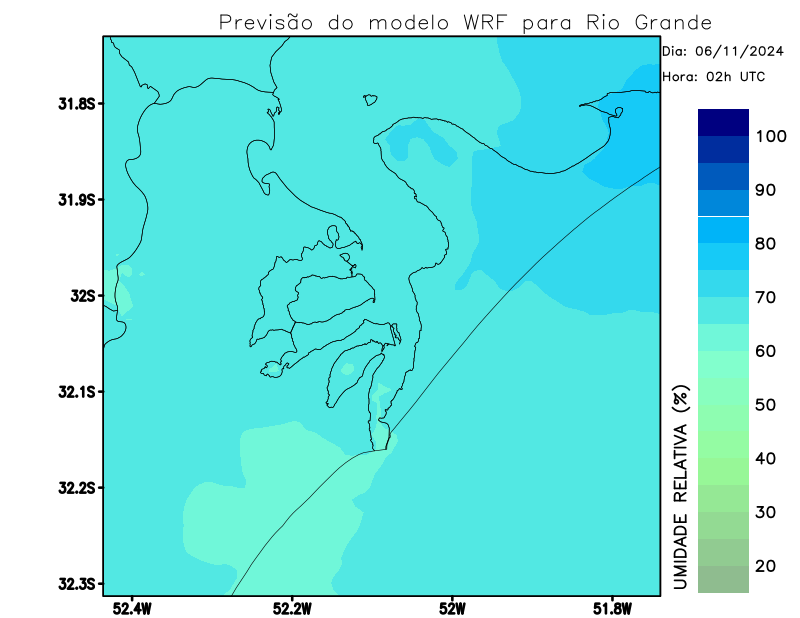 Previsão do modelo WRF para Rio Grande
Dia: 06/11/2024
Hora: 02h UTC
31.8S
31.9S
32S
32.1S
32.2S
32.3S
52.4W
52.2W
52W
51.8W
100
90
80
70
60
50
40
30
20
UMIDADE RELATIVA (%)